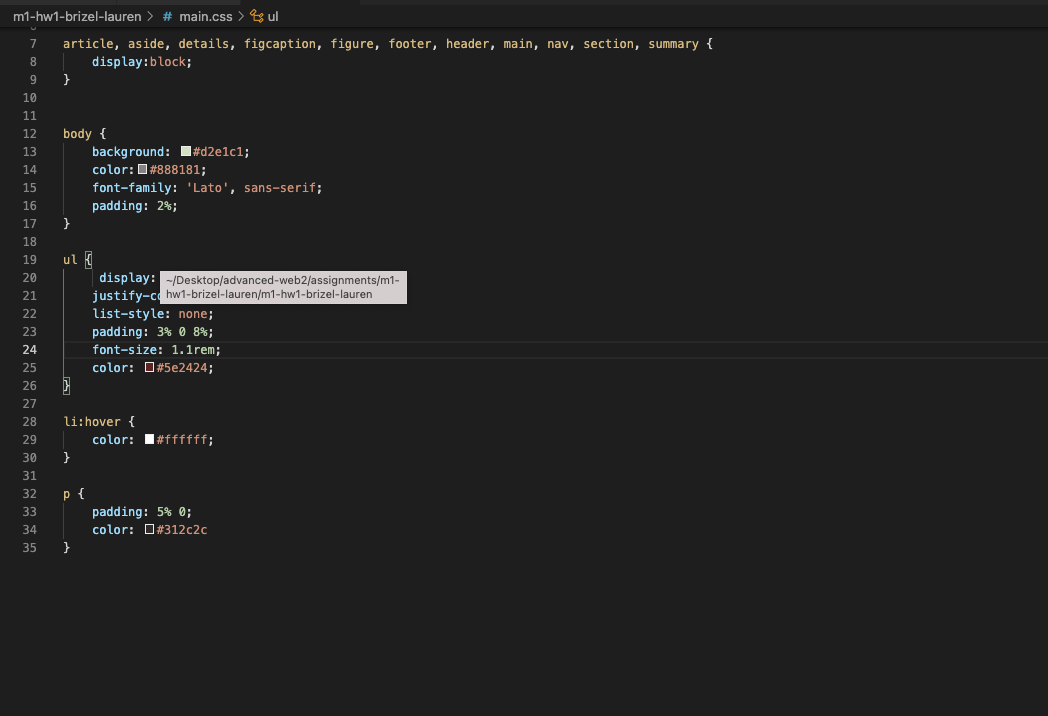 m1-hw1-brizel-lauren > # main.css > ul
7 article, aside, details, figcaption, figure, footer, header, main, nav, section, summary {
8 display:block;
9 }
10
11
12 body {
13 background: #d2e1c1;
14 color: #888181;
15 font-family: 'Lato', sans-serif;
16 padding: 2%;
17 }
18
19 ul {
20 display:
~/Desktop/advanced-web2/assignments/m1-
hw1-brizel-lauren/m1-hw1-brizel-lauren
21 justify-c
22 list-style: none;
23 padding: 3% 0 8%;
24 font-size: 1.1rem;
25 color: #5e2424;
26 }
27
28 li:hover {
29 color: #ffffff;
30 }
31
32 p {
33 padding: 5% 0;
34 color: #312c2c
35 }